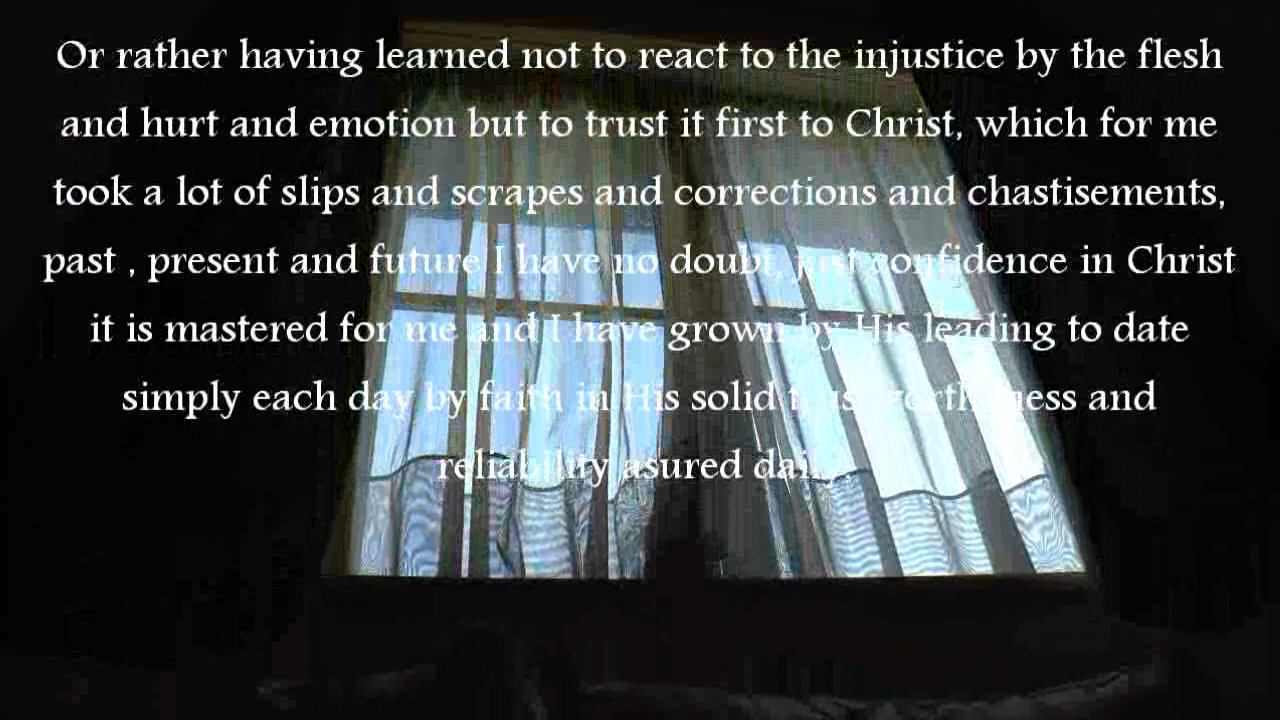 Or rather having learned not to react to the injustice by the flesh
and hurt and emotion but to trust it first to Christ, which for me
took a lot of slips and scrapes and corrections and chastisements,
past , present and future I have no doubt, just confidence in Christ
it is mastered for me and I have grown by His leading to date
simply each day by faith in His solid trustworthiness and
reliability asured daily.